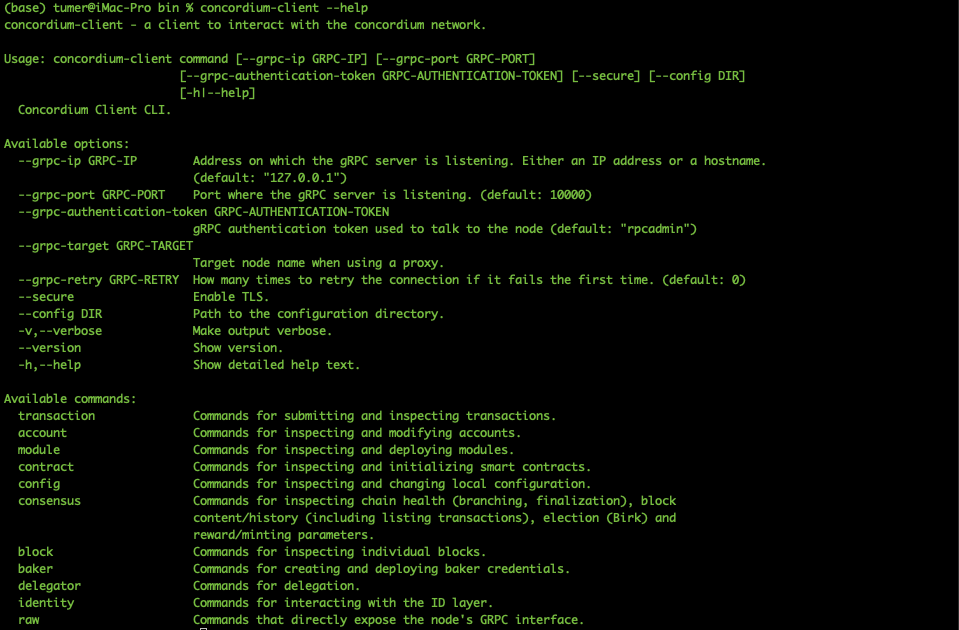 (base) tumer@iMac-Pro bin % concordium-client --help
concordium-client - a client to interact with the concordium network.
Usage: concordium-client command [--grpc-ip GRPC-IP] [--grpc-port GRPC-PORT]
[--grpc-authentication-token GRPC-AUTHENTICATION-TOKEN] [--secure] [--config DIR]
[-h|--help]
Concordium Client CLI.
Available options:
--grpc-ip GRPC-IP Address on which the gRPC server is listening. Either an IP address or a hostname.
(default: "127.0.0.1")
--grpc-port GRPC-PORT Port where the gRPC server is listening. (default: 10000)
--grpc-authentication-token GRPC-AUTHENTICATION-TOKEN
gRPC authentication token used to talk to the node (default: "rpcadmin")
--grpc-target GRPC-TARGET
Target node name when using a proxy.
--grpc-retry GRPC-RETRY How many times to retry the connection if it fails the first time. (default: 0)
--secure Enable TLS.
--config DIR Path to the configuration directory.
-v,--verbose Make output verbose.
--version Show version.
-h,--help Show detailed help text.
Available commands:
transaction Commands for submitting and inspecting transactions.
account Commands for inspecting and modifying accounts.
module Commands for inspecting and deploying modules.
contract Commands for inspecting and initializing smart contracts.
config Commands for inspecting and changing local configuration.
consensus Commands for inspecting chain health (branching, finalization), block
content/history (including listing transactions), election (Birk) and
reward/minting parameters.
block Commands for inspecting individual blocks.
baker Commands for creating and deploying baker credentials.
delegator Commands for delegation.
identity Commands for interacting with the ID layer.
raw Commands that directly expose the node's GRPC interface.